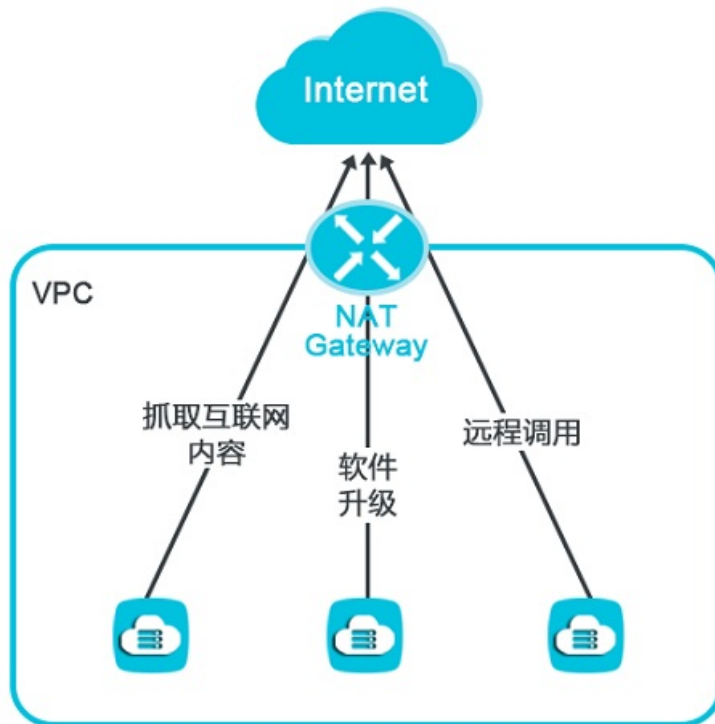 Internet
VPC
NAT
Gateway
抓取互联网
内容
软件
升级
远程调用